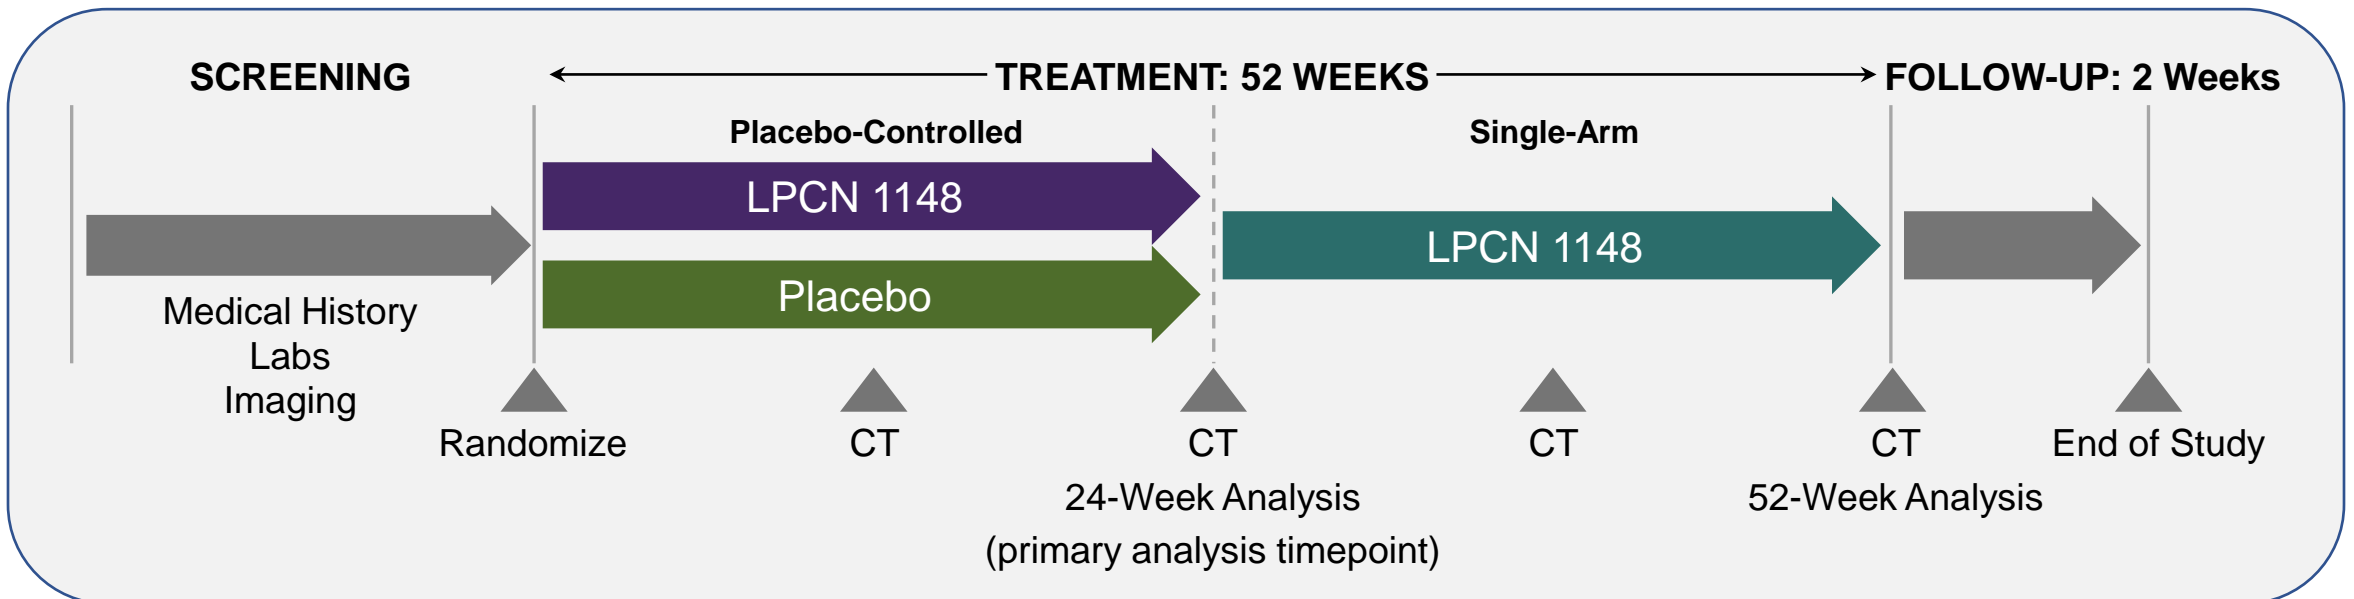 SCREENING
TREATMENT: 52 WEEKS
FOLLOW-UP: 2 Weeks
Placebo-Controlled
Single-Arm
LPCN 1148
Placebo
LPCN 1148
Medical History
Labs
Imaging
Randomize
CT
CT
CT
CT
End of Study
24-Week Analysis
52-Week Analysis
(primary analysis timepoint)